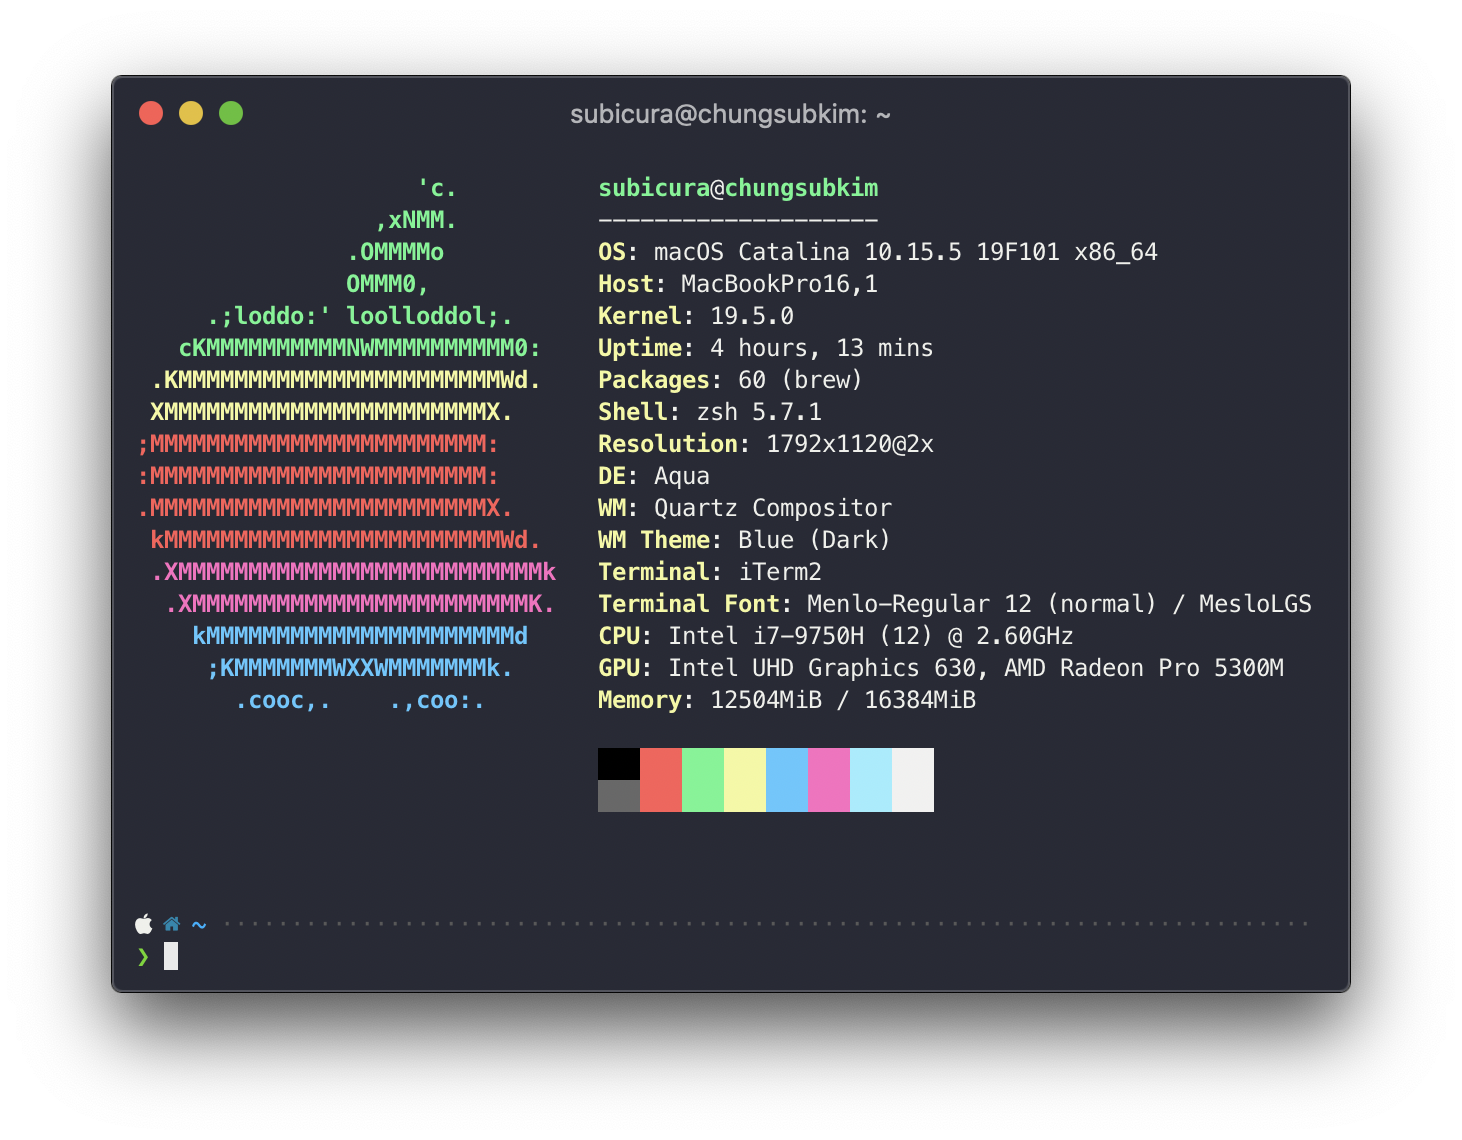 subicura@chungsubkim: ~
'c.
,xNMM.
.OMMMMo
OMMM0,
.;loddo:' loolloddol;.
cKMMMMMMMMMMNWMMMMMMMMMM0:
.KMMMMMMMMMMMMMMMMMMMMMMMWd.
XMMMMMMMMMMMMMMMMMMMMMMMX.
;MMMMMMMMMMMMMMMMMMMMMMMM:
:MMMMMMMMMMMMMMMMMMMMMMMM:
.MMMMMMMMMMMMMMMMMMMMMMMMX.
kMMMMMMMMMMMMMMMMMMMMMMMMWd.
.XMMMMMMMMMMMMMMMMMMMMMMMMMMk
.XMMMMMMMMMMMMMMMMMMMMMMMMK.
kMMMMMMMMMMMMMMMMMMMMMMd
;KMMMMMMMWXXWMMMMMMMk.
.cooc,.    .,coo:.
subicura@chungsubkim
--------------------
OS: macOS Catalina 10.15.5 19F101 x86_64
Host: MacBookPro16,1
Kernel: 19.5.0
Uptime: 4 hours, 13 mins
Packages: 60 (brew)
Shell: zsh 5.7.1
Resolution: 1792x1120@2x
DE: Aqua
WM: Quartz Compositor
WM Theme: Blue (Dark)
Terminal: iTerm2
Terminal Font: Menlo-Regular 12 (normal) / MesloLGS
CPU: Intel i7-9750H (12) @ 2.60GHz
GPU: Intel UHD Graphics 630, AMD Radeon Pro 5300M
Memory: 12504MiB / 16384MiB
~
❯